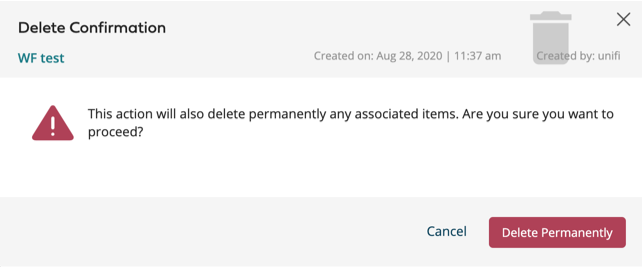 Delete Confirmation
WF test
Created on: Aug 28, 2020 | 11:37 am
Created by: unifi
This action will also delete permanently any associated items. Are you sure you want to
proceed?
Cancel
Delete Permanently